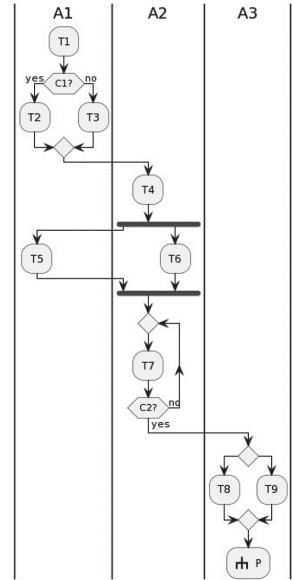 A1 A2 A3
T1
yes C1? no
T2 T3
T4
T5 T6
T7
C2? no
yes
T8 T9
P